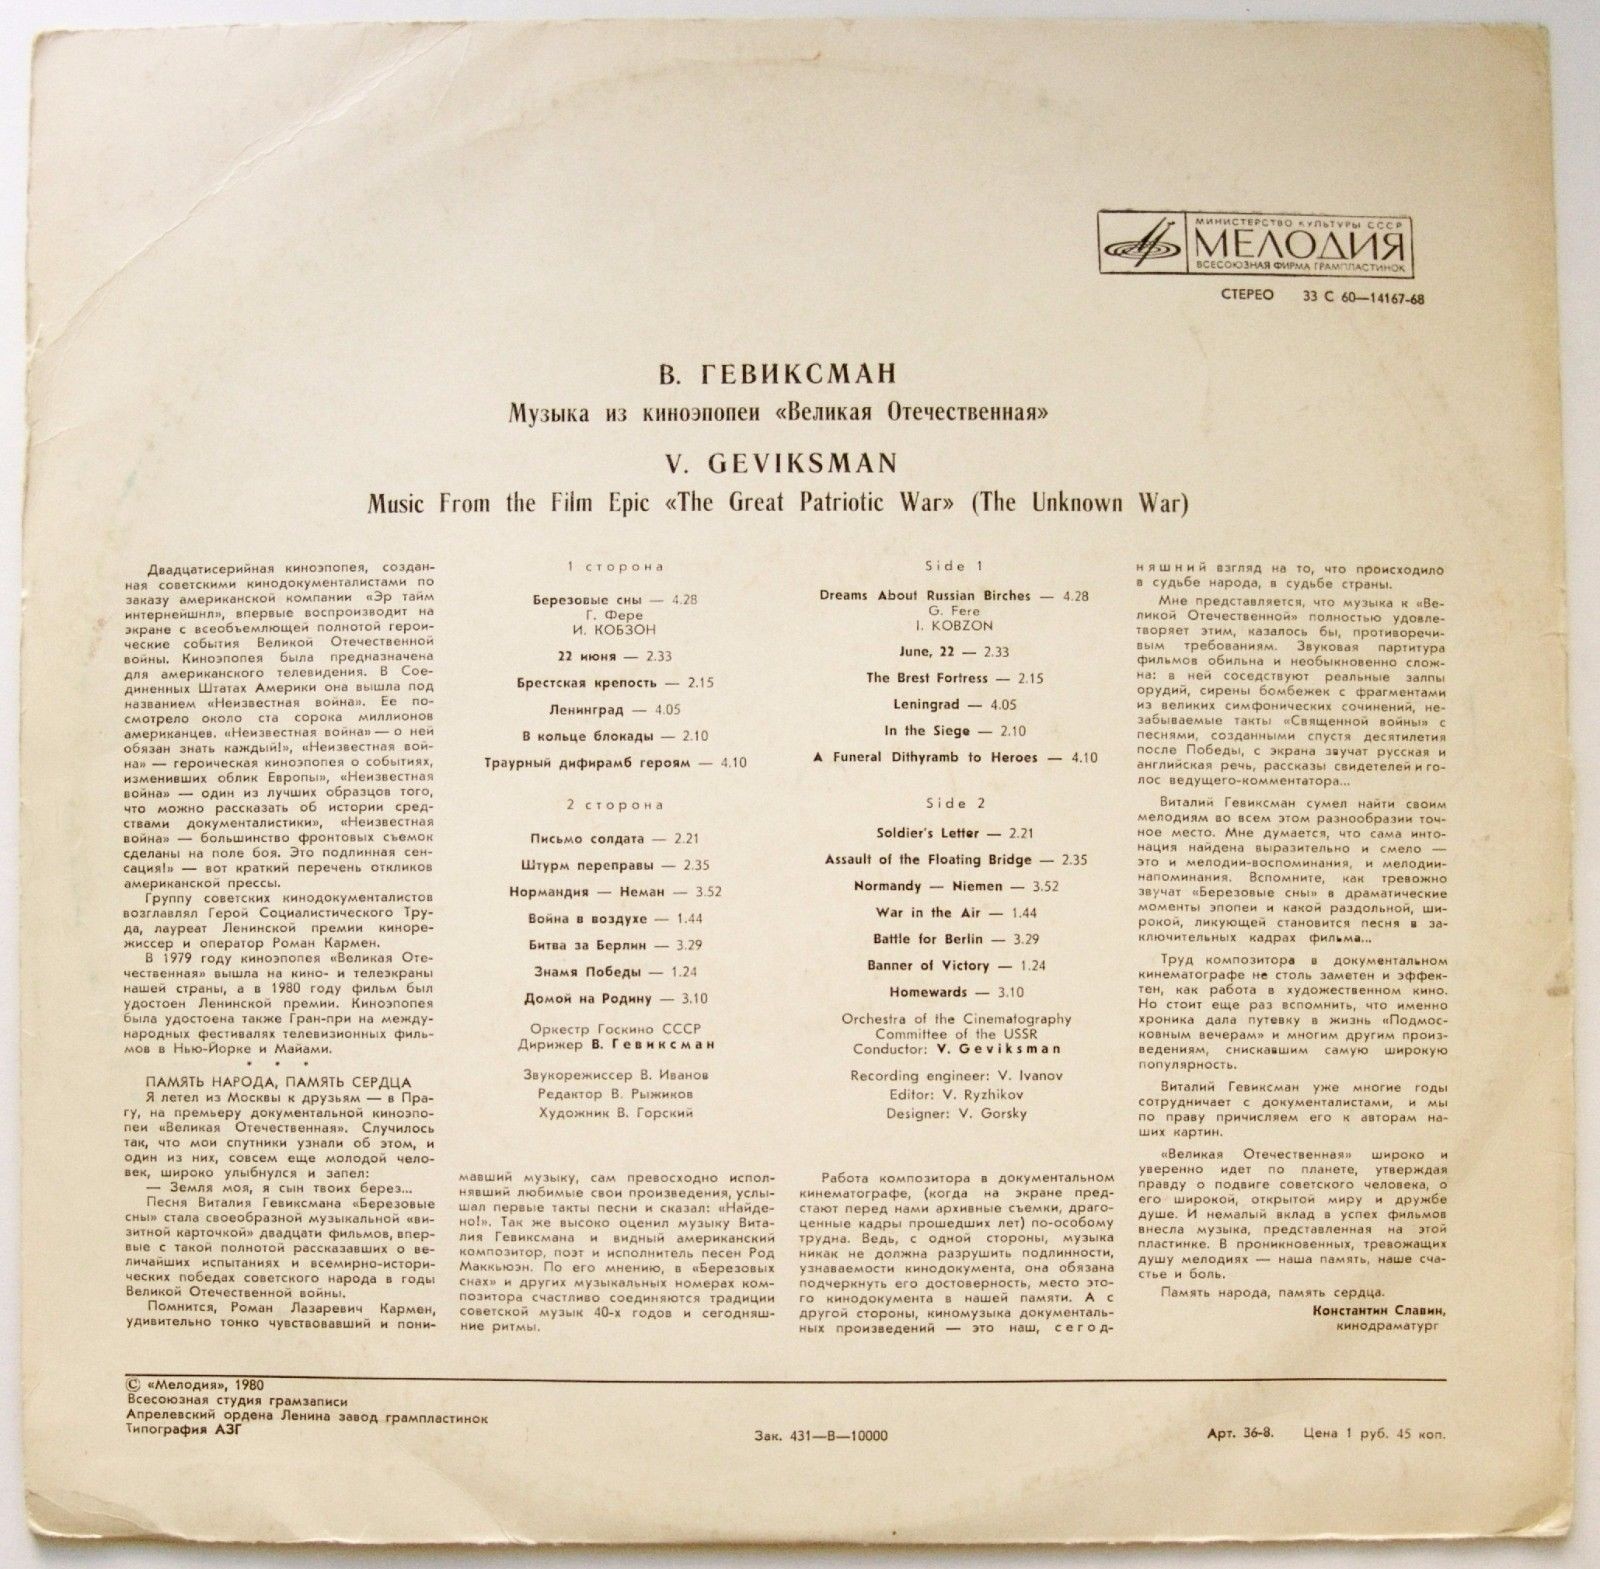 МИНИСТЕРСТВО КУЛЬТУРЫ СССР
МЕЛОДИЯ
ВСЕСОЮЗНАЯ ФИРМА ГРАМПЛАСТИНОК
СТЕРЕО 33 С 60—14167-68
В. ГЕВИКСМАН
Музыка из киноэпопеи «Великая Отечественная»
V. GEVIKSMAN
Music From the Film Epic «The Great Patriotic War» (The Unknown War)
Двадцатисерийная киноэпопея, создан-
ная советскими кинодокументалистами по
заказу американской компании «Эр тайм
интернейшнл», впервые воспроизводит на
экране с всеобъемлющей полнотой герои-
ческие события Великой Отечественной
войны. Киноэпопея была предназначена
для американского телевидения. В Сое-
диненных Штатах Америки она вышла под
названием «Неизвестная война». Ее по-
смотрело около ста сорока миллионов
американцев. «Неизвестная война» — о ней
обязан знать каждый!», «Неизвестная вой-
на» — героическая киноэпопея о событиях,
изменивших облик Европы», «Неизвестная
война» — один из лучших образцов того,
что можно рассказать об истории сред-
ствами документалистики», «Неизвестная
война» — большинство фронтовых съемок
сделаны на поле боя. Это подлинная сен-
сация!» — вот краткий перечень откликов
американской прессы.
Группу советских кинодокументалистов
возглавлял Герой Социалистического Тру-
да, лауреат Ленинской премии киноре-
жиссер и оператор Роман Кармен.
В 1979 году киноэпопея «Великая Оте-
чественная» вышла на кино- и телеэкраны
нашей страны, а в 1980 году фильм был
удостоен Ленинской премии. Киноэпопея
была удостоена также Гран-при на между-
народных фестивалях телевизионных филь-
мов в Нью-Йорке и Майами.
* * *
ПАМЯТЬ НАРОДА, ПАМЯТЬ СЕРДЦА
Я летел из Москвы к друзьям — в Пра-
гу, на премьеру документальной киноэпо-
пеи «Великая Отечественная». Случилось
так, что мои спутники узнали об этом, и
один из них, совсем еще молодой чело-
век, широко улыбнулся и запел:
— Земля моя, я сын твоих берез...
Песня Виталия Гевиксмана «Березовые
сны» стала своеобразной музыкальной «ви-
зитной карточкой» двадцати фильмов, впер-
вые с такой полнотой рассказавших о ве-
личайших испытаниях и всемирно-истори-
ческих победах советского народа в годы
Великой Отечественной войны.
Помнится, Роман Лазаревич Кармен,
удивительно тонко чувствовавший и пони-
1 сторона
Березовые сны — 4.28
Г. Фере
И. КОБЗОН
22 июня — 2.33
Брестская крепость — 2.15
Ленинград — 4.05
В кольце блокады — 2.10
Траурный дифирамб героям — 4.10
2 сторона
Письмо солдата — 2.21
Штурм переправы — 2.35
Нормандия — Неман — 3.52
Война в воздухе — 1.44
Битва за Берлин — 3.29
Знамя Победы — 1.24
Домой на Родину — 3.10
Оркестр Госкино СССР
Дирижер В. Гевиксман
Звукорежиссер В. Иванов
Редактор В. Рыжиков
Художник В. Горский
Side 1
Dreams About Russian Birches — 4.28
G. Fere
I. KOBZON
June, 22 — 2.33
The Brest Fortress — 2.15
Leningrad — 4.05
In the Siege — 2.10
A Funeral Dithyramb to Heroes — 4.10
Side 2
Soldier's Letter — 2.21
Assault of the Floating Bridge — 2.35
Normandy — Niemen — 3.52
War in the Air — 1.44
Battle for Berlin — 3.29
Banner of Victory — 1.24
Homewards — 3.10
Orchestra of the Cinematography
Committee of the USSR
Conductor: V. Geviksman
Recording engineer: V. Ivanov
Editor: V. Ryzhikov
Designer: V. Gorsky
мавший музыку, сам превосходно испол-
нявший любимые свои произведения, услы-
шал первые такты песни и сказал: «Найде-
но!». Так же высоко оценил музыку Вита-
лия Гевиксмана и видный американский
композитор, поэт и исполнитель песен Род
Маккьюэн. По его мнению, в «Березовых
снах» и других музыкальных номерах ком-
позитора счастливо соединяются традиции
советской музык 40-х годов и сегодняш-
ние ритмы.
Работа композитора в документальном
кинематографе, (когда на экране пред-
стают перед нами архивные съемки, драго-
ценные кадры прошедших лет) по-особому
трудна. Ведь, с одной стороны, музыка
никак не должна разрушить подлинности,
узнаваемости кинодокумента, она обязана
подчеркнуть его достоверность, место это-
го кинодокумента в нашей памяти. А с
другой стороны, киномузыка документаль-
ных произведений — это наш, сегод-
няшний взгляд на то, что происходило
в судьбе народа, в судьбе страны.
Мне представляется, что музыка к «Ве-
ликой Отечественной» полностью удовле-
творяет этим, казалось бы, противоречи-
вым требованиям. Звуковая партитура
фильмов обильна и необыкновенно слож-
на: в ней соседствуют реальные залпы
орудий, сирены бомбежек с фрагментами
из великих симфонических сочинений, не-
забываемые такты «Священной войны» с
песнями, созданными спустя десятилетия
после Победы, с экрана звучат русская и
английская речь, рассказы свидетелей и го-
лос ведущего-комментатора...
Виталий Гевиксман сумел найти своим
мелодиям во всем этом разнообразии точ-
ное место. Мне думается, что сама инто-
нация найдена выразительно и смело —
это и мелодии-воспоминания, и мелодии-
напоминания. Вспомните, как тревожно
звучат «Березовые сны» в драматические
моменты эпопеи и какой раздольной, ши-
рокой, ликующей становится песня в за-
ключительных кадрах фильма...
Труд композитора в документальном
кинематографе не столь заметен и эффек-
тен, как работа в художественном кино.
Но стоит еще раз вспомнить, что именно
хроника дала путевку в жизнь «Подмос-
ковным вечерам» и многим другим произ-
ведениям, снискавшим самую широкую
популярность.
Виталий Гевиксман уже многие годы
сотрудничает с документалистами, и мы
по праву причисляем его к авторам на-
ших картин.
«Великая Отечественная» широко и
уверенно идет по планете, утверждая
правду о подвиге советского человека, о
его широкой, открытой миру и дружбе
душе. И немалый вклад в успех фильмов
внесла музыка, представленная на этой
пластинке. В проникновенных, тревожащих
душу мелодиях — наша память, наше сча-
стье и боль.
Память народа, память сердца.
Константин Славин,
кинодраматург
© «Мелодия», 1980
Всесоюзная студия грамзаписи
Апрелевский ордена Ленина завод грампластинок
Типография АЗГ
Зак. 431—В—10000
Арт. 36-8. Цена 1 руб. 45 коп.